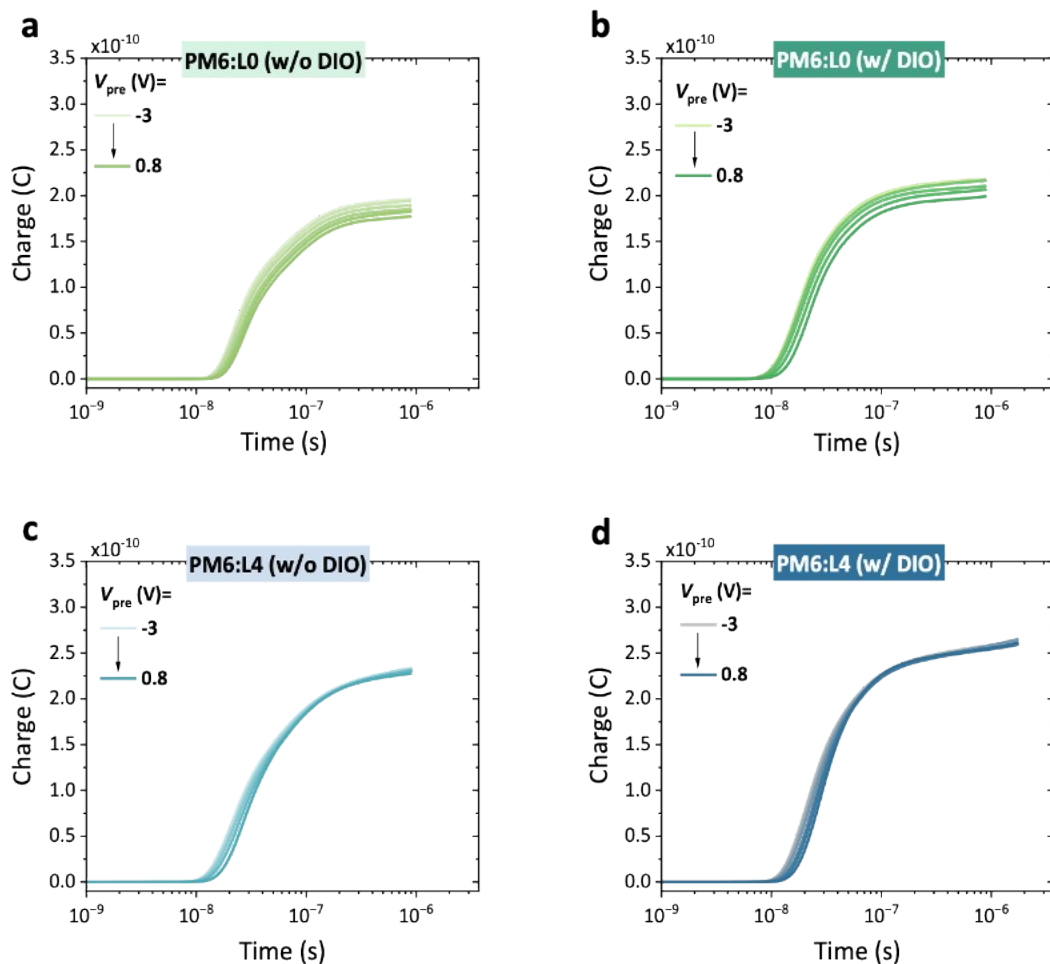 a
x10⁻¹⁰
PM6:L0 (w/o DIO)
V_pre (V)=
-3
0.8
3.5
3.0
2.5
2.0
1.5
1.0
0.5
0.0
Charge (C)
10⁻⁹ 10⁻⁸ 10⁻⁷ 10⁻⁶
Time (s)
b
x10⁻¹⁰
PM6:L0 (w/ DIO)
V_pre (V)=
-3
0.8
3.5
3.0
2.5
2.0
1.5
1.0
0.5
0.0
Charge (C)
10⁻⁹ 10⁻⁸ 10⁻⁷ 10⁻⁶
Time (s)
c
x10⁻¹⁰
PM6:L4 (w/o DIO)
V_pre (V)=
-3
0.8
3.5
3.0
2.5
2.0
1.5
1.0
0.5
0.0
Charge (C)
10⁻⁹ 10⁻⁸ 10⁻⁷ 10⁻⁶
Time (s)
d
x10⁻¹⁰
PM6:L4 (w/ DIO)
V_pre (V)=
-3
0.8
3.5
3.0
2.5
2.0
1.5
1.0
0.5
0.0
Charge (C)
10⁻⁹ 10⁻⁸ 10⁻⁷ 10⁻⁶
Time (s)